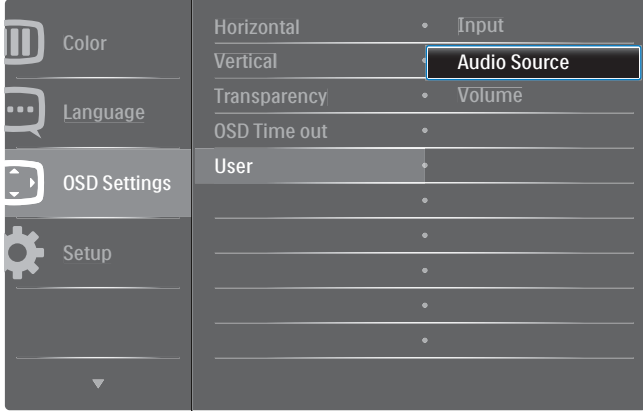 Color
Language
OSD Settings
Setup
Horizontal
Vertical
Transparency
OSD Time out
User
Input
Audio Source
Volume